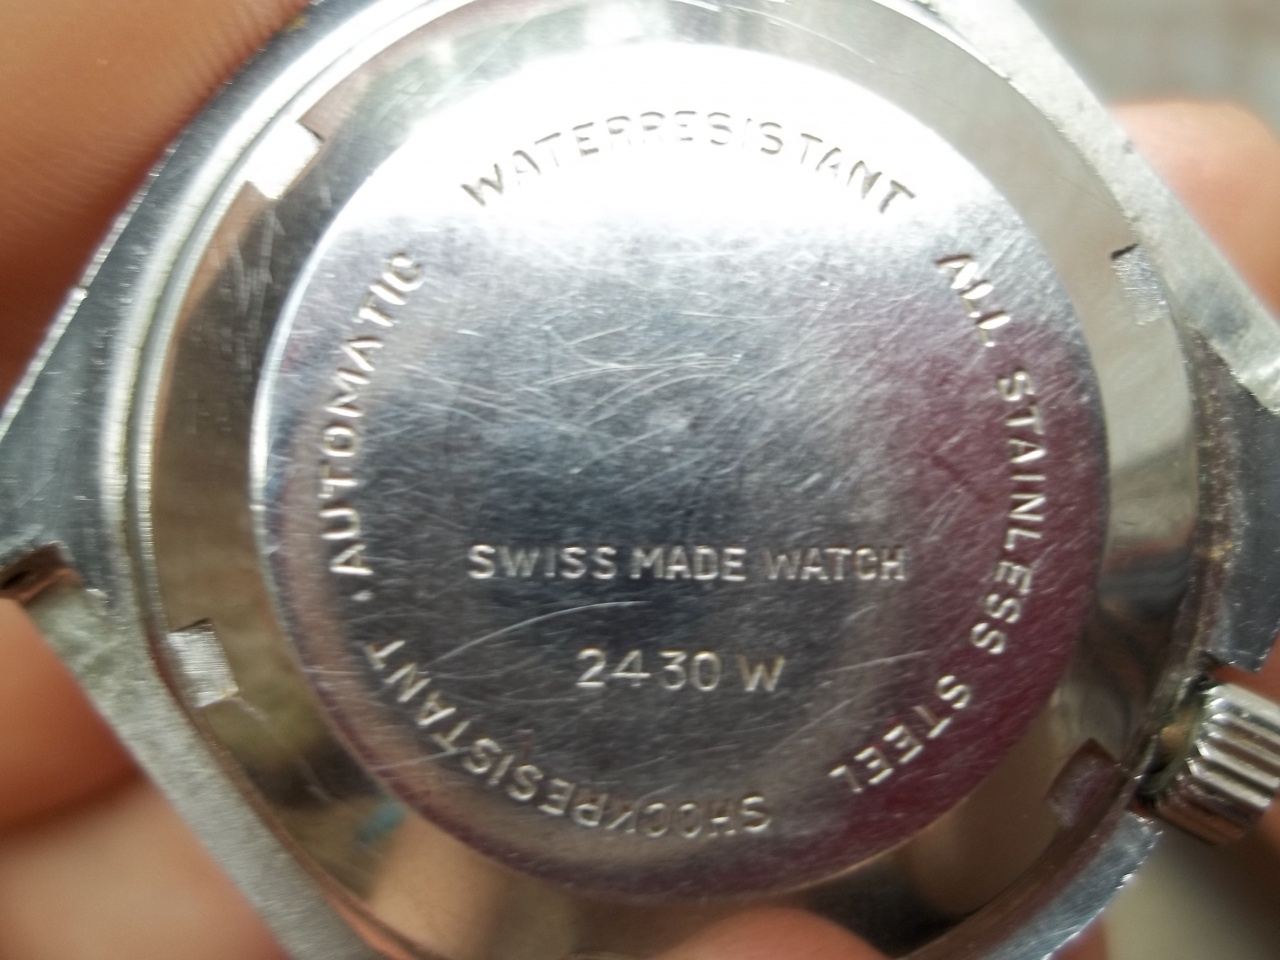 WATERRESISTANT
ALL STAINLESS STEEL
SHOCKRESISTANT, AUTOMATIC
SWISS MADE WATCH
2430 W